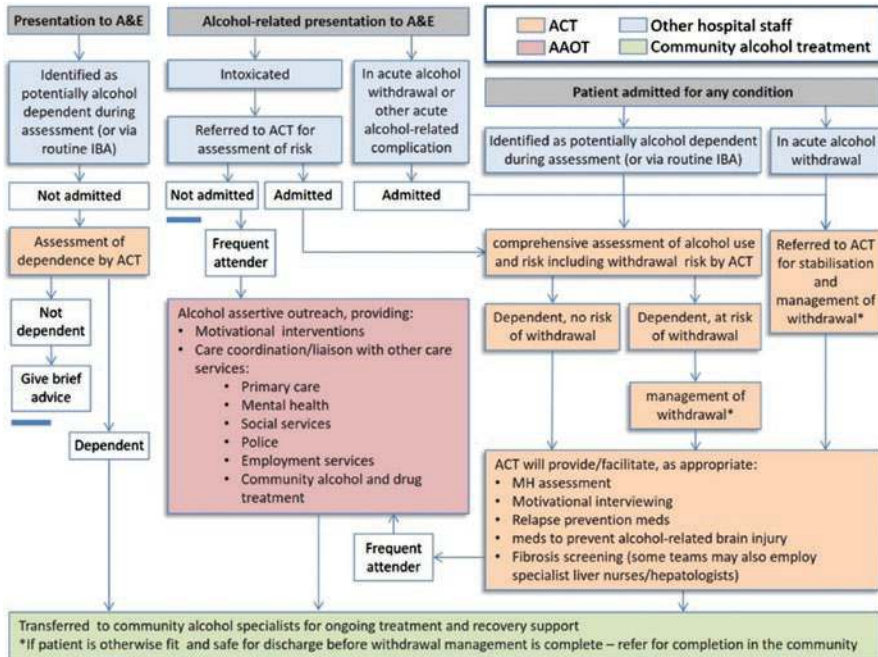 Presentation to A&E
Alcohol-related presentation to A&E
ACT
Other hospital staff
AAOT
Community alcohol treatment
Identified as
potentially alcohol
dependent during
assessment (or via
routine IBA)
Intoxicated
In acute alcohol
withdrawal or
other acute
alcohol-related
complication
Referred to ACT for
assessment of risk
Patient admitted for any condition
Identified as potentially alcohol dependent
during assessment (or via routine IBA)
In acute alcohol
withdrawal
Not admitted
Not admitted
Admitted
Admitted
Assessment of
dependence by ACT
Frequent
attender
comprehensive assessment of alcohol use
and risk including withdrawal risk by ACT
Referred to ACT
for stabilisation
and
management of
withdrawal*
Not
dependent
Give brief
advice
Dependent
Alcohol assertive outreach, providing:
• Motivational interventions
• Care coordination/liaison with other care
services:
• Primary care
• Mental health
• Social services
• Police
• Employment services
• Community alcohol and drug
treatment
Dependent, no risk
of withdrawal
Dependent, at risk
of withdrawal
management of
withdrawal*
ACT will provide/facilitate, as appropriate:
• MH assessment
• Motivational interviewing
• Relapse prevention meds
• meds to prevent alcohol-related brain injury
• Fibrosis screening (some teams may also employ
specialist liver nurses/hepatologists)
Frequent
attender
Transferred to community alcohol specialists for ongoing treatment and recovery support
*If patient is otherwise fit and safe for discharge before withdrawal management is complete – refer for completion in the community